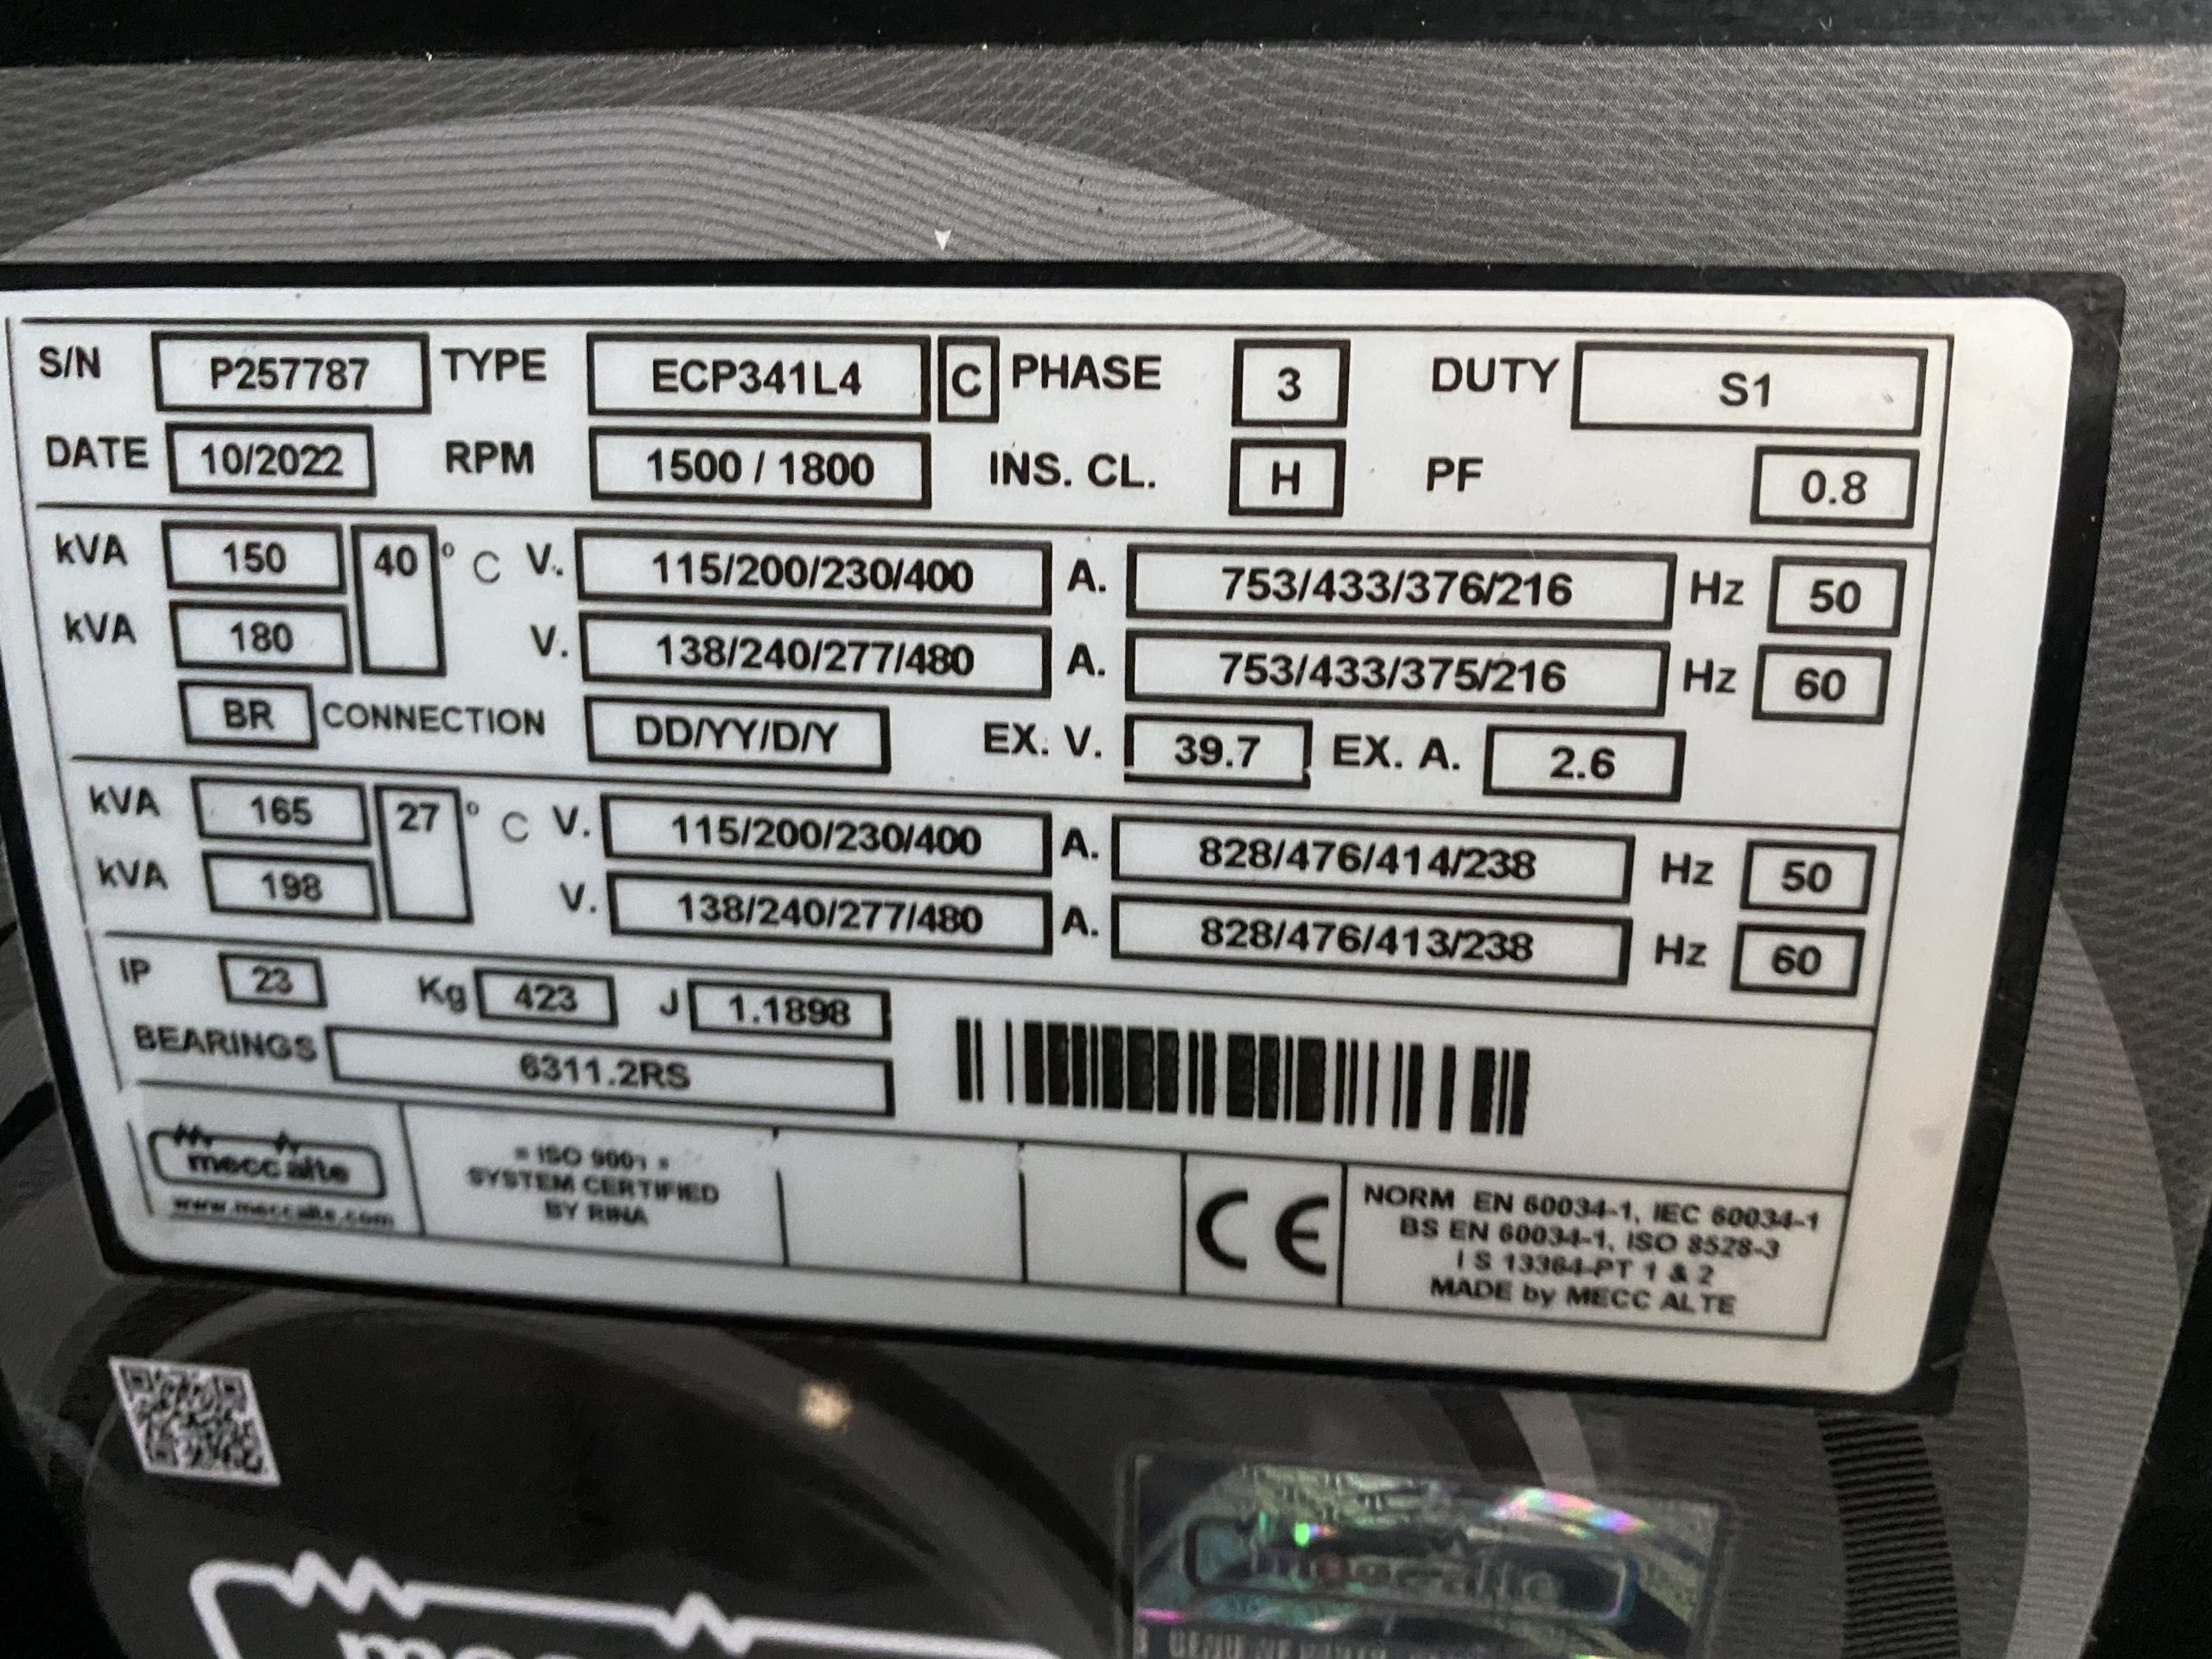 S/N P257787 TYPE ECP341L4 C PHASE 3 DUTY S1
DATE 10/2022 RPM 1500 / 1800 INS. CL. H PF 0.8
kVA 150 40 °C V. 115/200/230/400 A. 753/433/376/216 Hz 50
kVA 180 V. 138/240/277/480 A. 753/433/375/216 Hz 60
BR CONNECTION DD/YY/D/Y EX. V. 39.7 EX. A. 2.6
kVA 165 27 °C V. 115/200/230/400 A. 828/476/414/238 Hz 50
kVA 198 V. 138/240/277/480 A. 828/476/413/238 Hz 60
IP 23 Kg 423 J 1.1898
BEARINGS 6311.2RS
mecc alte
www.meccalte.com
= ISO 9001 =
SYSTEM CERTIFIED
BY RINA
CE
NORM EN 60034-1, IEC 60034-1
BS EN 60034-1, ISO 8528-3
I S 13364-PT 1 & 2
MADE by MECC ALTE
mecc alte